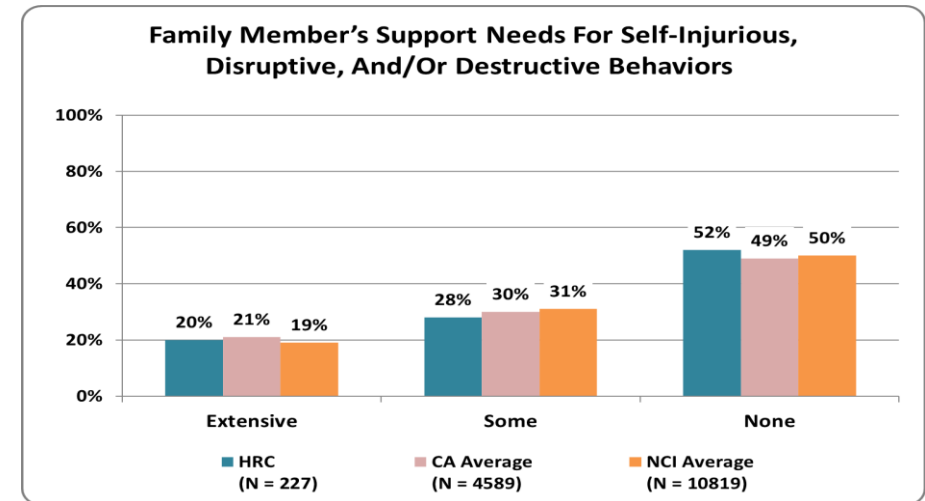 Family Member’s Support Needs For Self-Injurious,
Disruptive, And/Or Destructive Behaviors
100%
80%
60%
40%
20%
0%
20%
21%
19%
28%
30%
31%
52%
49%
50%
Extensive
Some
None
HRC
(N = 227)
CA Average
(N = 4589)
NCI Average
(N = 10819)